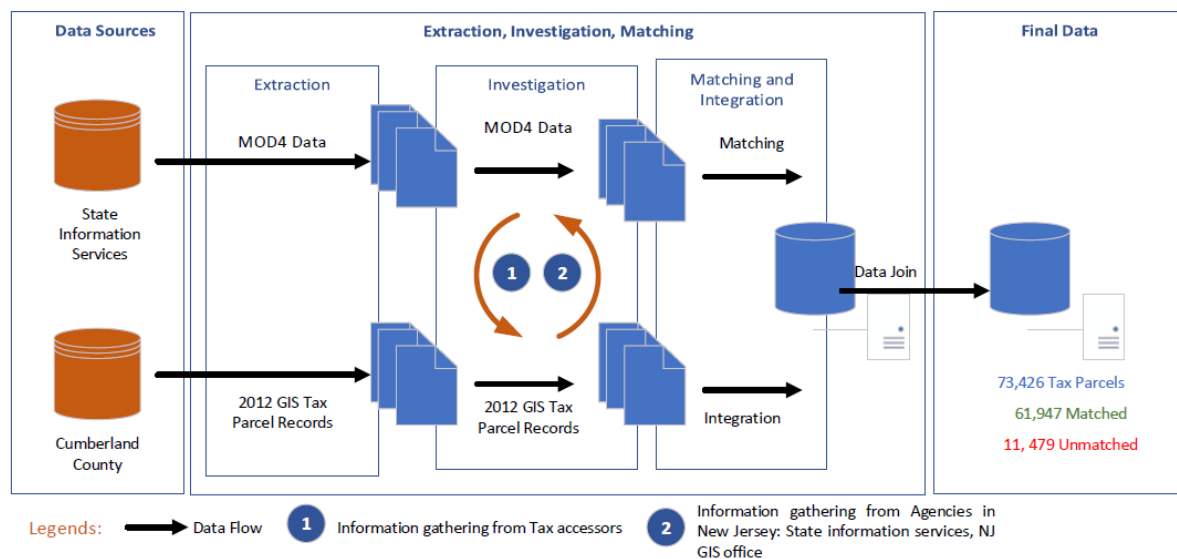 Data Sources
Extraction, Investigation, Matching
Final Data
Extraction
Investigation
Matching and
Integration
MOD4 Data
MOD4 Data
Matching
State
Information
Services
1
2
Data Join
2012 GIS Tax
Parcel Records
2012 GIS Tax
Parcel Records
Integration
Cumberland
County
73,426 Tax Parcels
61,947 Matched
11, 479 Unmatched
Legends:
Data Flow
1
Information gathering from Tax accessors
2
Information gathering from Agencies in
New Jersey: State information services, NJ
GIS office